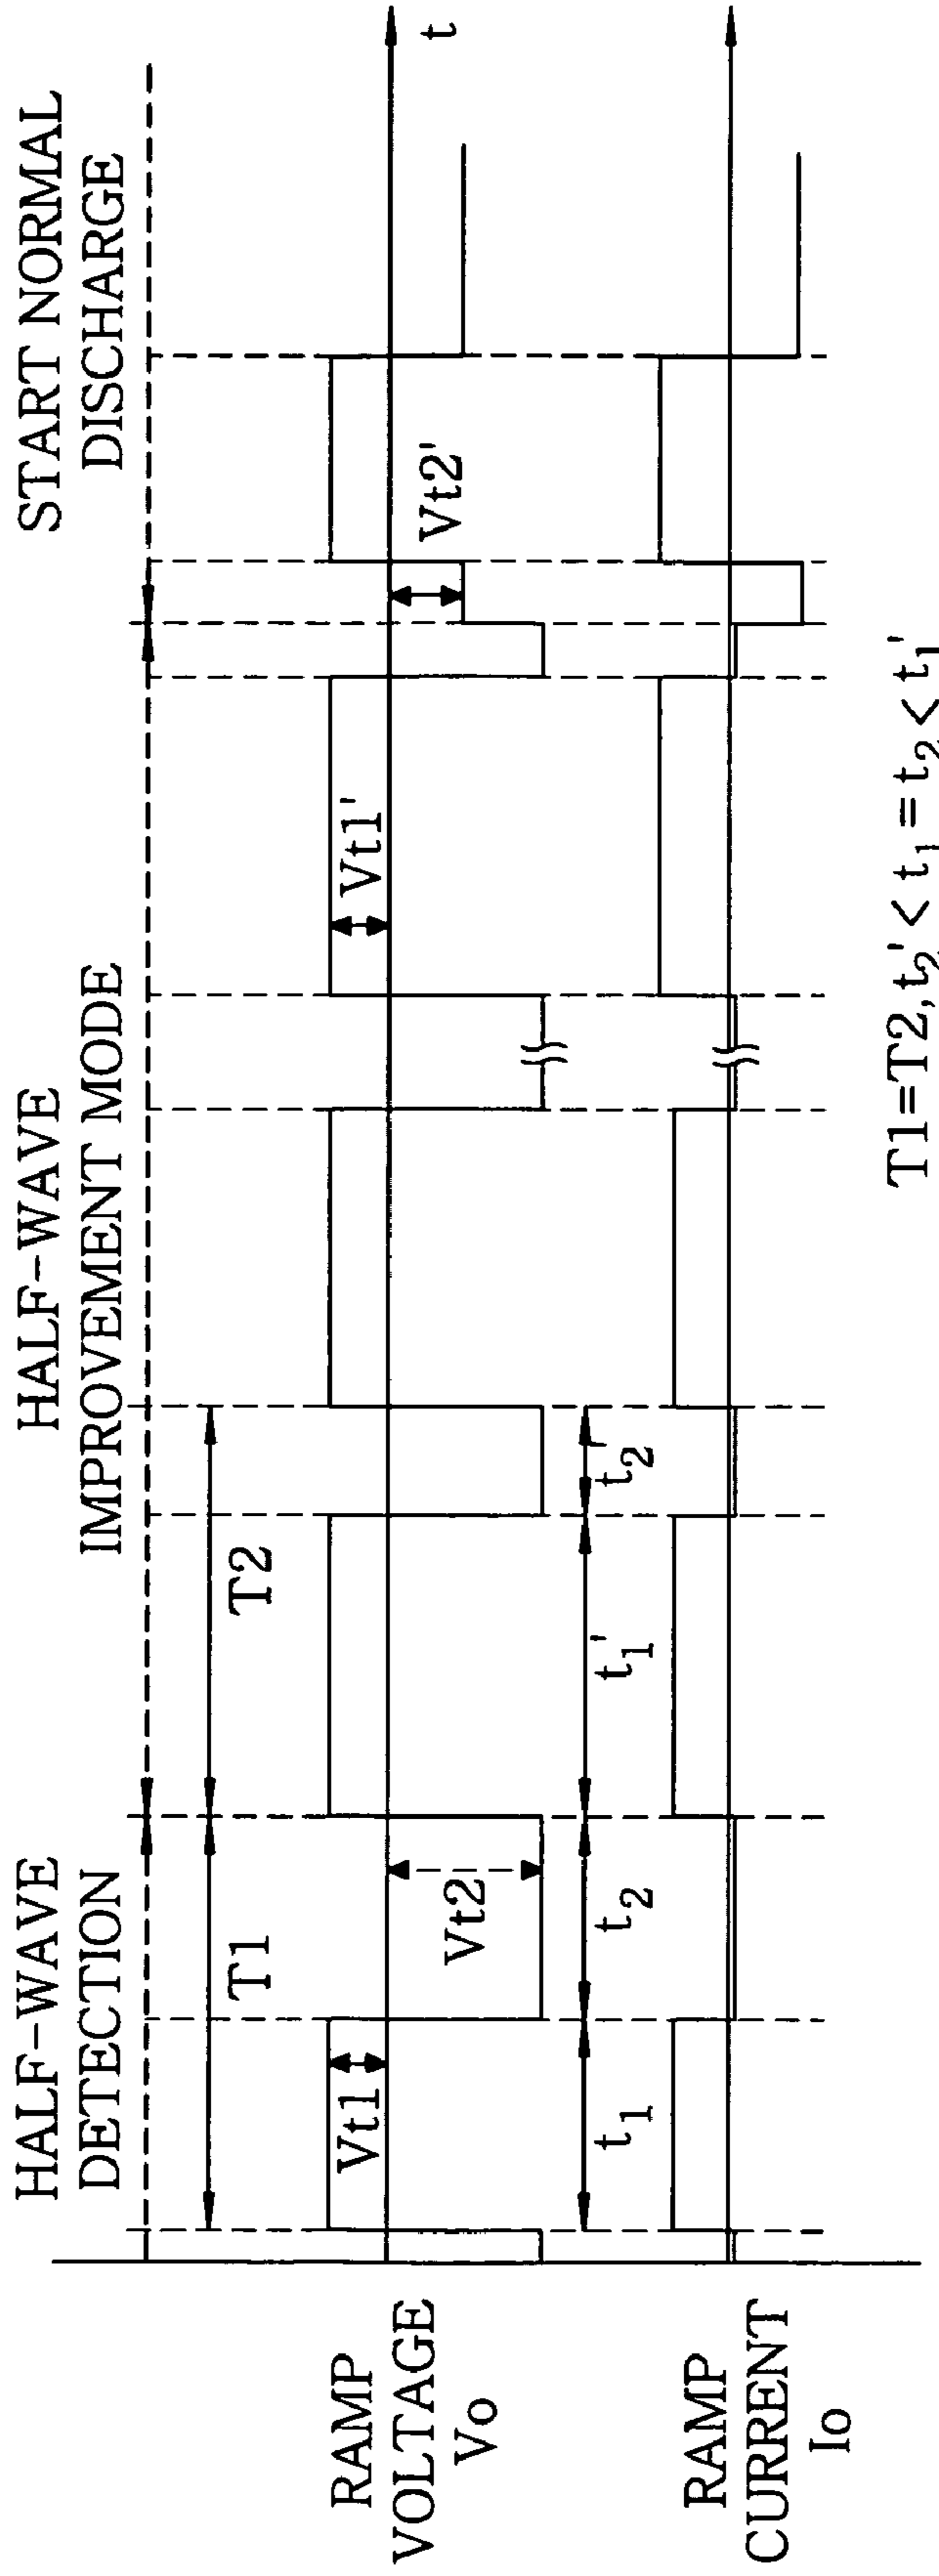 HALF-WAVE
DETECTION
HALF-WAVE
IMPROVEMENT MODE
START NORMAL
DISCHARGE
T1
T2
RAMP
VOLTAGE
Vo
Vt1
Vt2
Vt1'
Vt2'
t
t₁
t₂
t₁'
t₂'
RAMP
CURRENT
Io
T1=T2, t₂' < t₁ = t₂ < t₁'